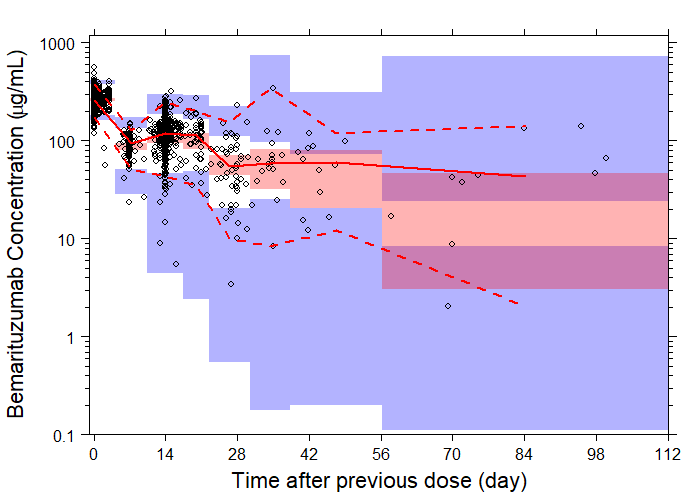 1000
100
10
1
0.1
Bemarituzumab Concentration (μg/mL)
0 14 28 42 56 70 84 98 112
Time after previous dose (day)